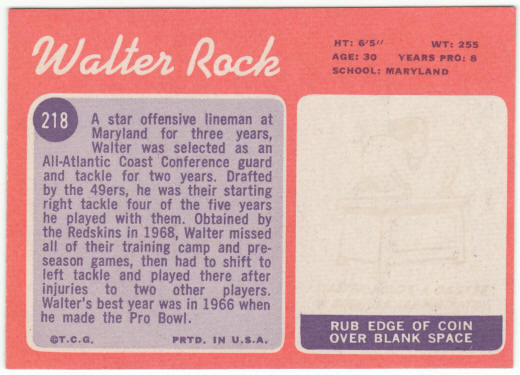 Walter Rock
HT: 6'5" WT: 255
AGE: 30 YEARS PRO: 8
SCHOOL: MARYLAND
218
A star offensive lineman at
Maryland for three years,
Walter was selected as an
All-Atlantic Coast Conference guard
and tackle for two years. Drafted
by the 49ers, he was their starting
right tackle four of the five years
he played with them. Obtained by
the Redskins in 1968, Walter missed
all of their training camp and pre-
season games, then had to shift to
left tackle and played there after
injuries to two other players.
Walter's best year was in 1966 when
he made the Pro Bowl.
©T.C.G. PRTD. IN U.S.A.
RUB EDGE OF COIN
OVER BLANK SPACE